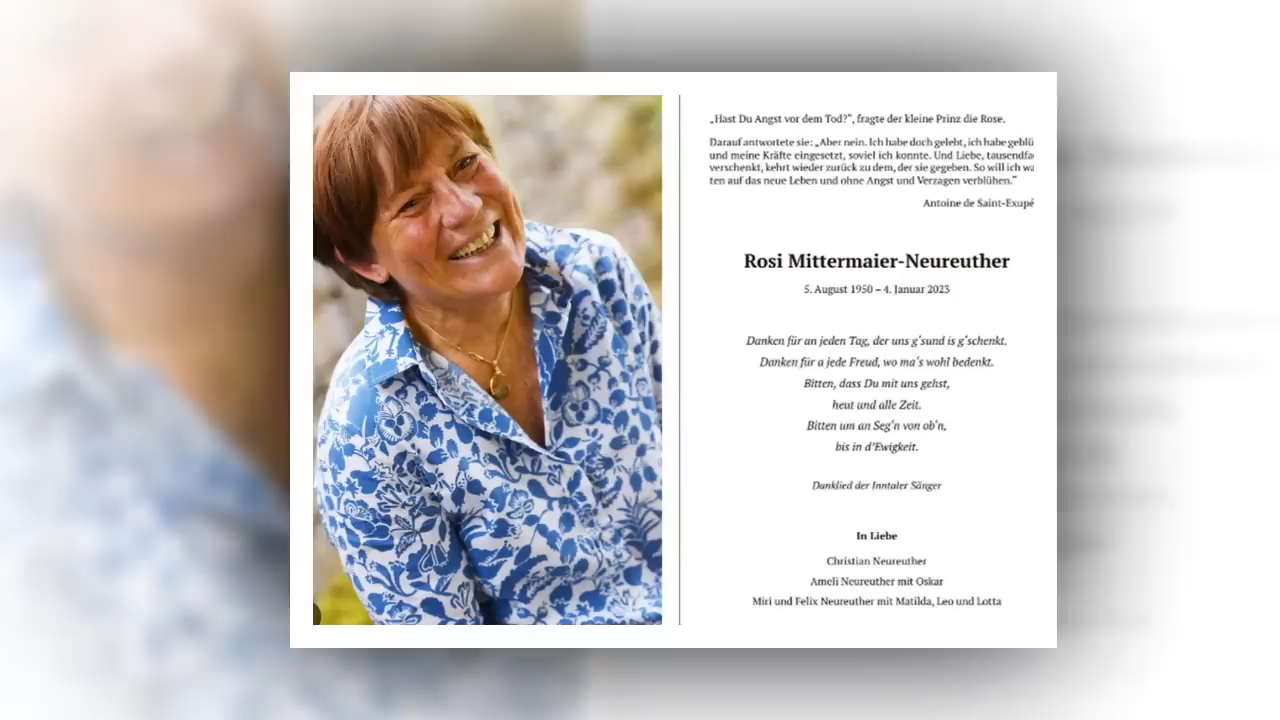 „Hast Du Angst vor dem Tod?“, fragte der kleine Prinz die Rose.
Darauf antwortete sie: „Aber nein. Ich habe doch gelebt, ich habe geblü
und meine Kräfte eingesetzt, soviel ich konnte. Und Liebe, tausendfa
verschenkt, kehrt wieder zurück zu dem, der sie gegeben. So will ich wa
ten auf das neue Leben und ohne Angst und Verzagen verblühen.“
Antoine de Saint-Exupé
Rosi Mittermaier-Neureuther
5. August 1950 – 4. Januar 2023
Danken für an jeden Tag, der uns g´sund is g´schenkt.
Danken für a jede Freud, wo ma´s wohl bedenkt.
Bitten, dass Du mit uns gehst,
heut und alle Zeit.
Bitten um an Seg´n von ob´n,
bis in d’Ewigkeit.
Danklied der Inntaler Sänger
In Liebe
Christian Neureuther
Ameli Neureuther mit Oskar
Miri und Felix Neureuther mit Matilda, Leo und Lotta